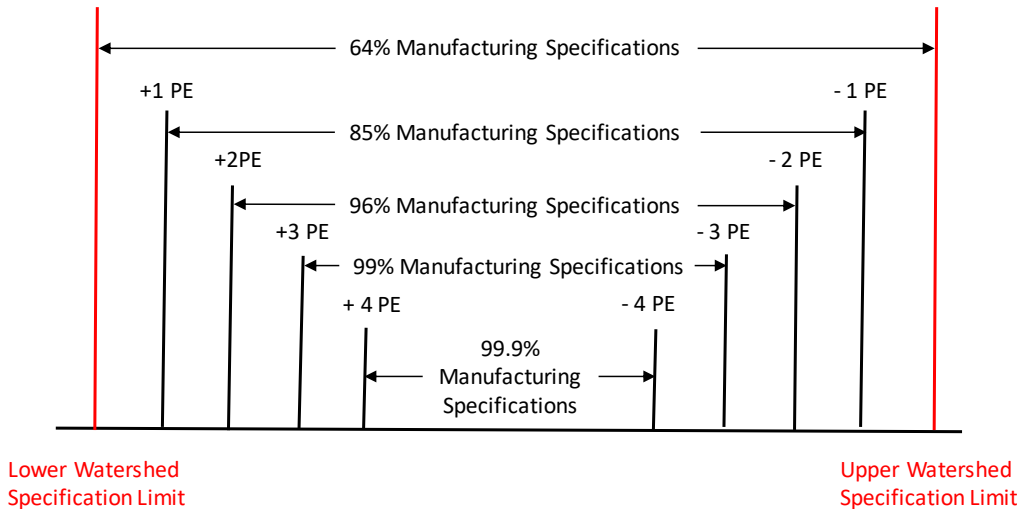 64% Manufacturing Specifications
+1 PE
- 1 PE
85% Manufacturing Specifications
+2PE
- 2 PE
96% Manufacturing Specifications
+3 PE
- 3 PE
99% Manufacturing Specifications
+ 4 PE
- 4 PE
99.9%
Manufacturing
Specifications
Lower Watershed
Specification Limit
Upper Watershed
Specification Limit